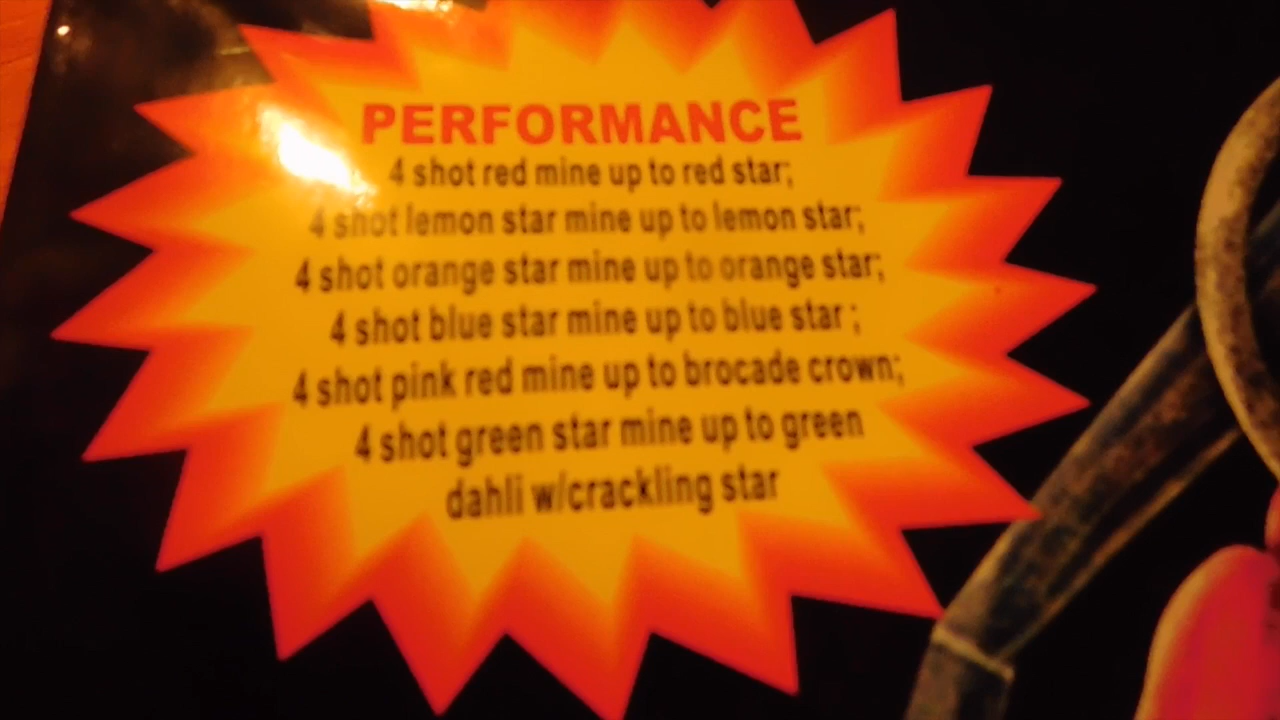 PERFORMANCE
4 shot red mine up to red star;
4 shot lemon star mine up to lemon star;
4 shot orange star mine up to orange star;
4 shot blue star mine up to blue star ;
4 shot pink red mine up to brocade crown;
4 shot green star mine up to green
dahli w/crackling star